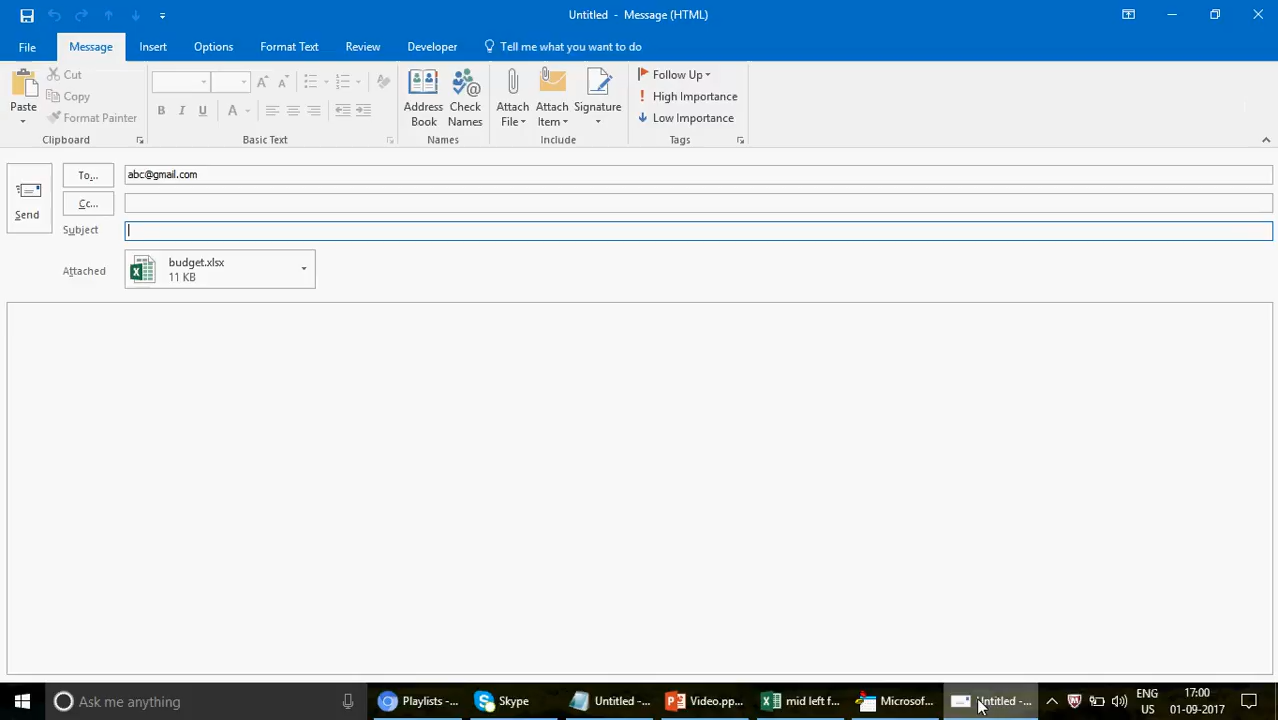 Untitled - Message (HTML)
File Message Insert Options Format Text Review Developer Tell me what you want to do
Paste
Cut
Copy
Format Painter
Clipboard
B I U A
Basic Text
Address Book
Check Names
Names
Attach File
Attach Item
Signature
Include
Follow Up
High Importance
Low Importance
Tags
Send
To... abc@gmail.com
Cc...
Subject
Attached budget.xlsx
11 KB
Ask me anything Playlists -... Skype Untitled -... Video.pp... mid left f... Microsof... Untitled -...
ENG
US
17:00
01-09-2017